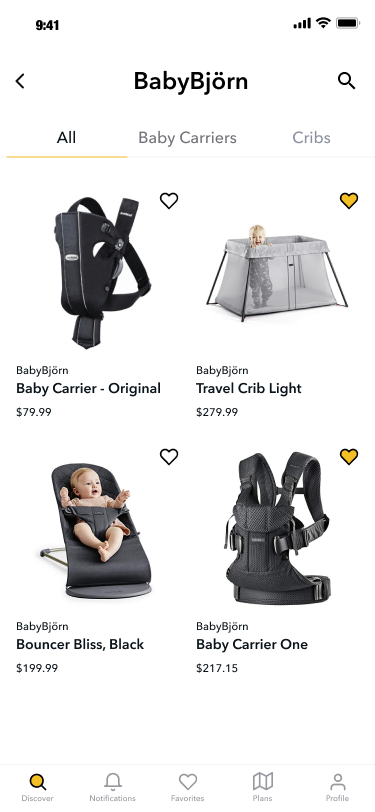 9:41
BabyBjörn
All Baby Carriers Cribs
BabyBjörn
Baby Carrier - Original
$79.99
BabyBjörn
Travel Crib Light
$279.99
BabyBjörn
Bouncer Bliss, Black
$199.99
BabyBjörn
Baby Carrier One
$217.15
Discover Notifications Favorites Plans Profile